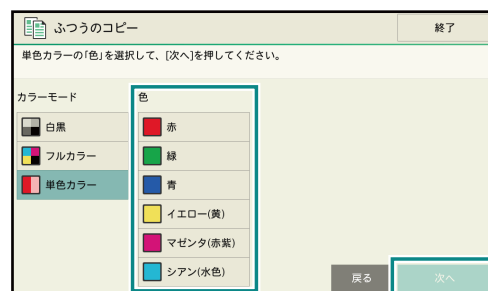 ふつうのコピー
終了
単色カラーの「色」を選択して、[次へ]を押してください。
カラーモード
色
白黒
フルカラー
単色カラー
赤
緑
青
イエロー(黄)
マゼンタ(赤紫)
シアン(水色)
戻る
次へ